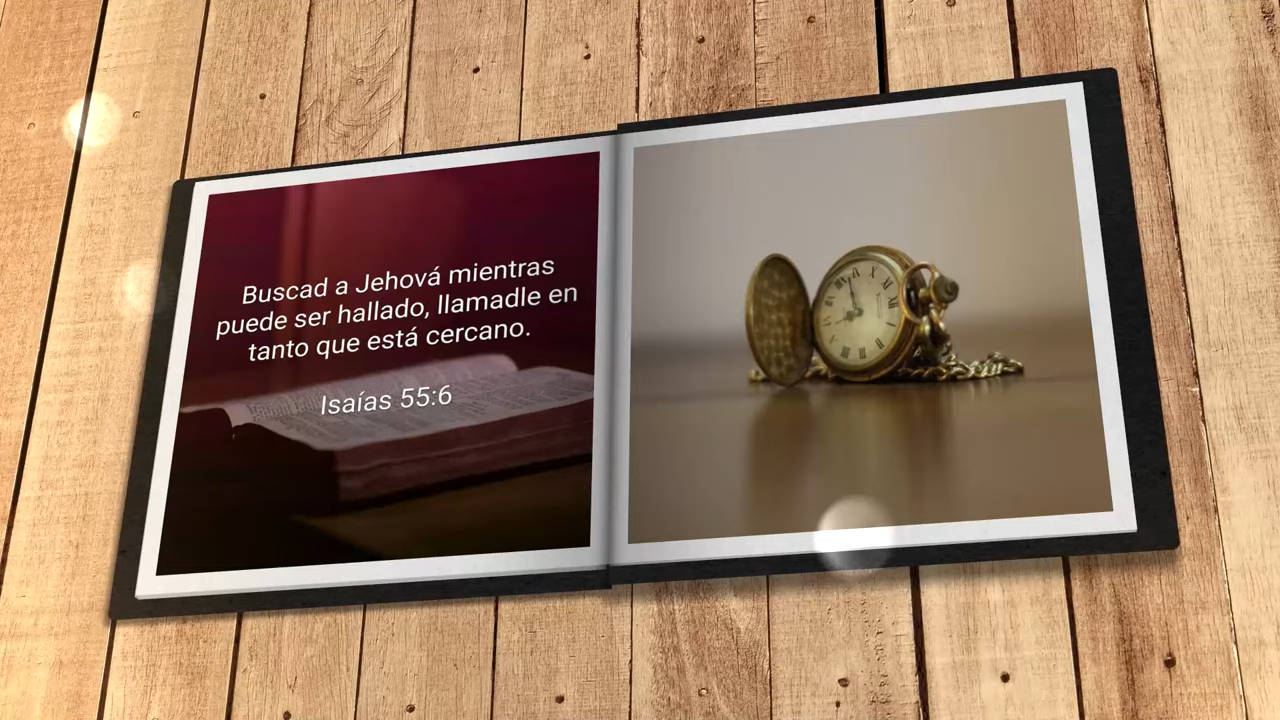 Buscad a Jehová mientras
puede ser hallado, llamadle en
tanto que está cercano.
Isaías 55:6